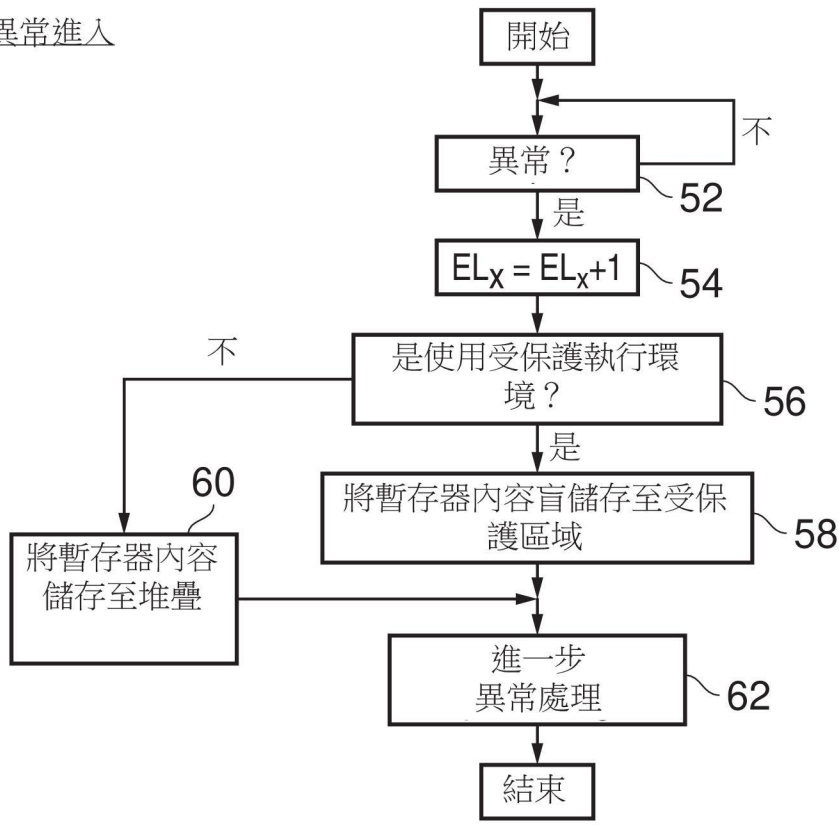 異常進入
開始
不
異常？
52
是
ELx = ELx+1
54
不
是使用受保護執行環
境？
56
是
60
將暫存器內容盲儲存至受保
護區域
58
將暫存器內容
儲存至堆疊
進一步
異常處理
62
結束